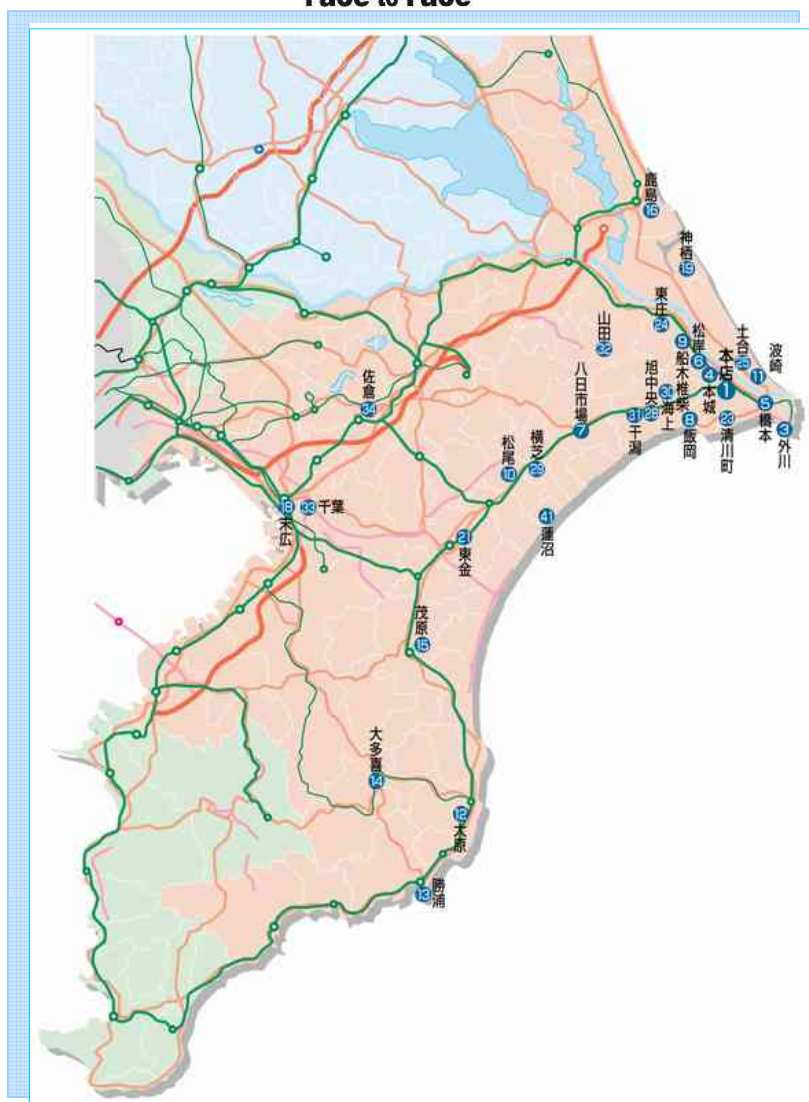 Face to Face
鹿島
16
神栖
19
東庄
24
山田
32
松岸
6
9
船木椎柴
土合
25
波崎
11
本店
1
4
本城
5
橋本
3
外川
旭中央
28
30
海上
8
飯岡
23
清川町
31
干潟
八日市場
7
佐倉
34
横芝
29
松尾
10
41
蓮沼
18
末広
33
千葉
21
東金
茂原
15
大多喜
14
12
大原
13
勝浦